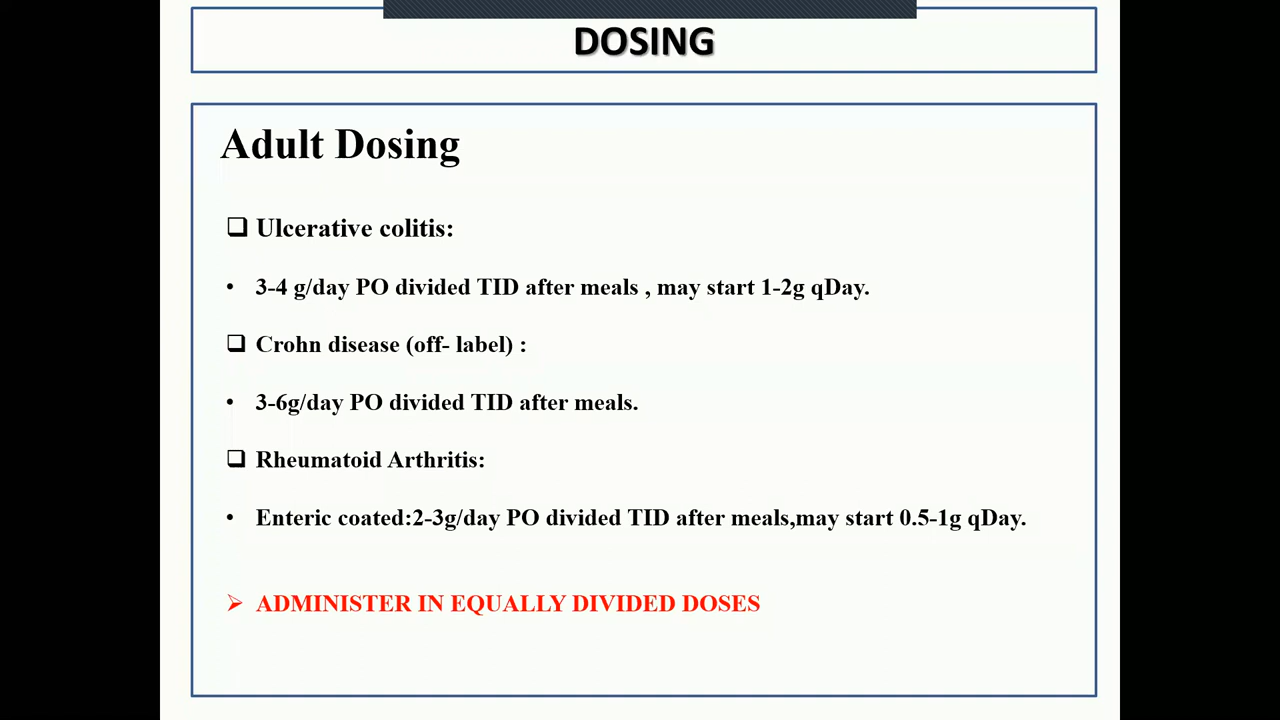 DOSING
Adult Dosing
❑ Ulcerative colitis:
• 3-4 g/day PO divided TID after meals , may start 1-2g qDay.
❑ Crohn disease (off- label) :
• 3-6g/day PO divided TID after meals.
❑ Rheumatoid Arthritis:
• Enteric coated:2-3g/day PO divided TID after meals,may start 0.5-1g qDay.
➢ ADMINISTER IN EQUALLY DIVIDED DOSES